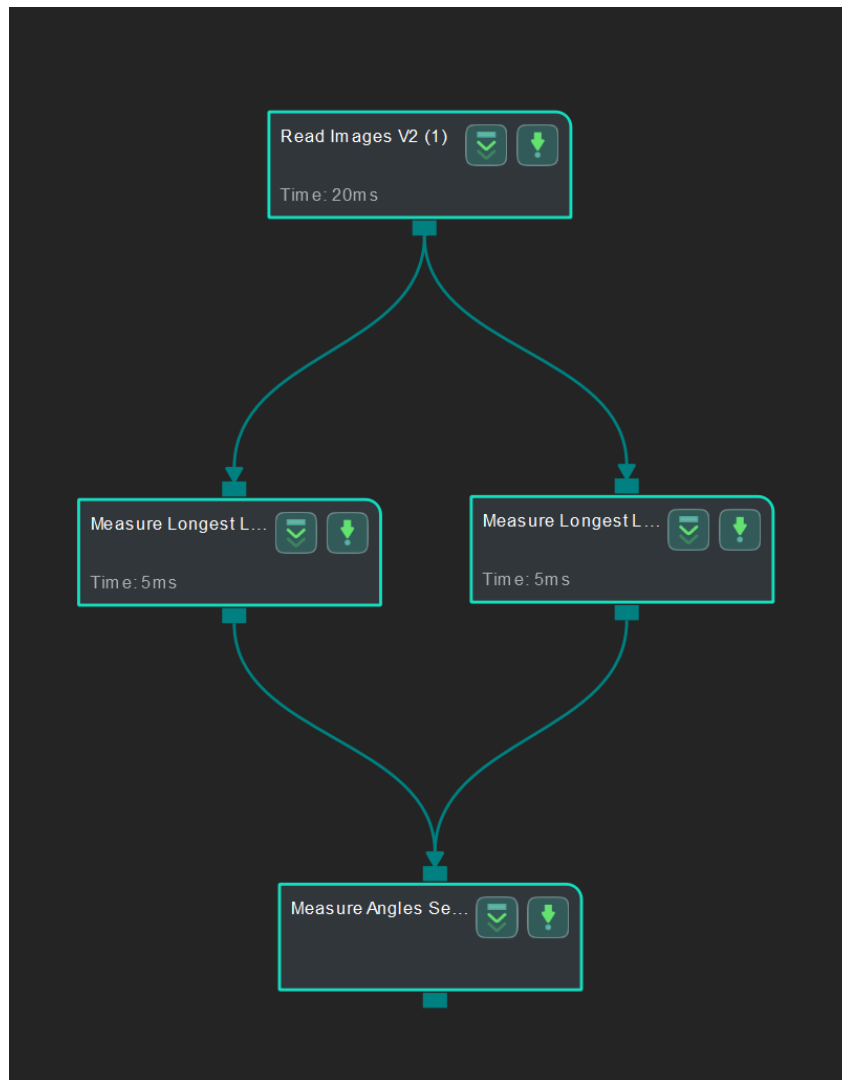 Read Images V2 (1)
Time: 20ms
Measure Longest L...
Time: 5ms
Measure Longest L...
Time: 5ms
Measure Angles Se...